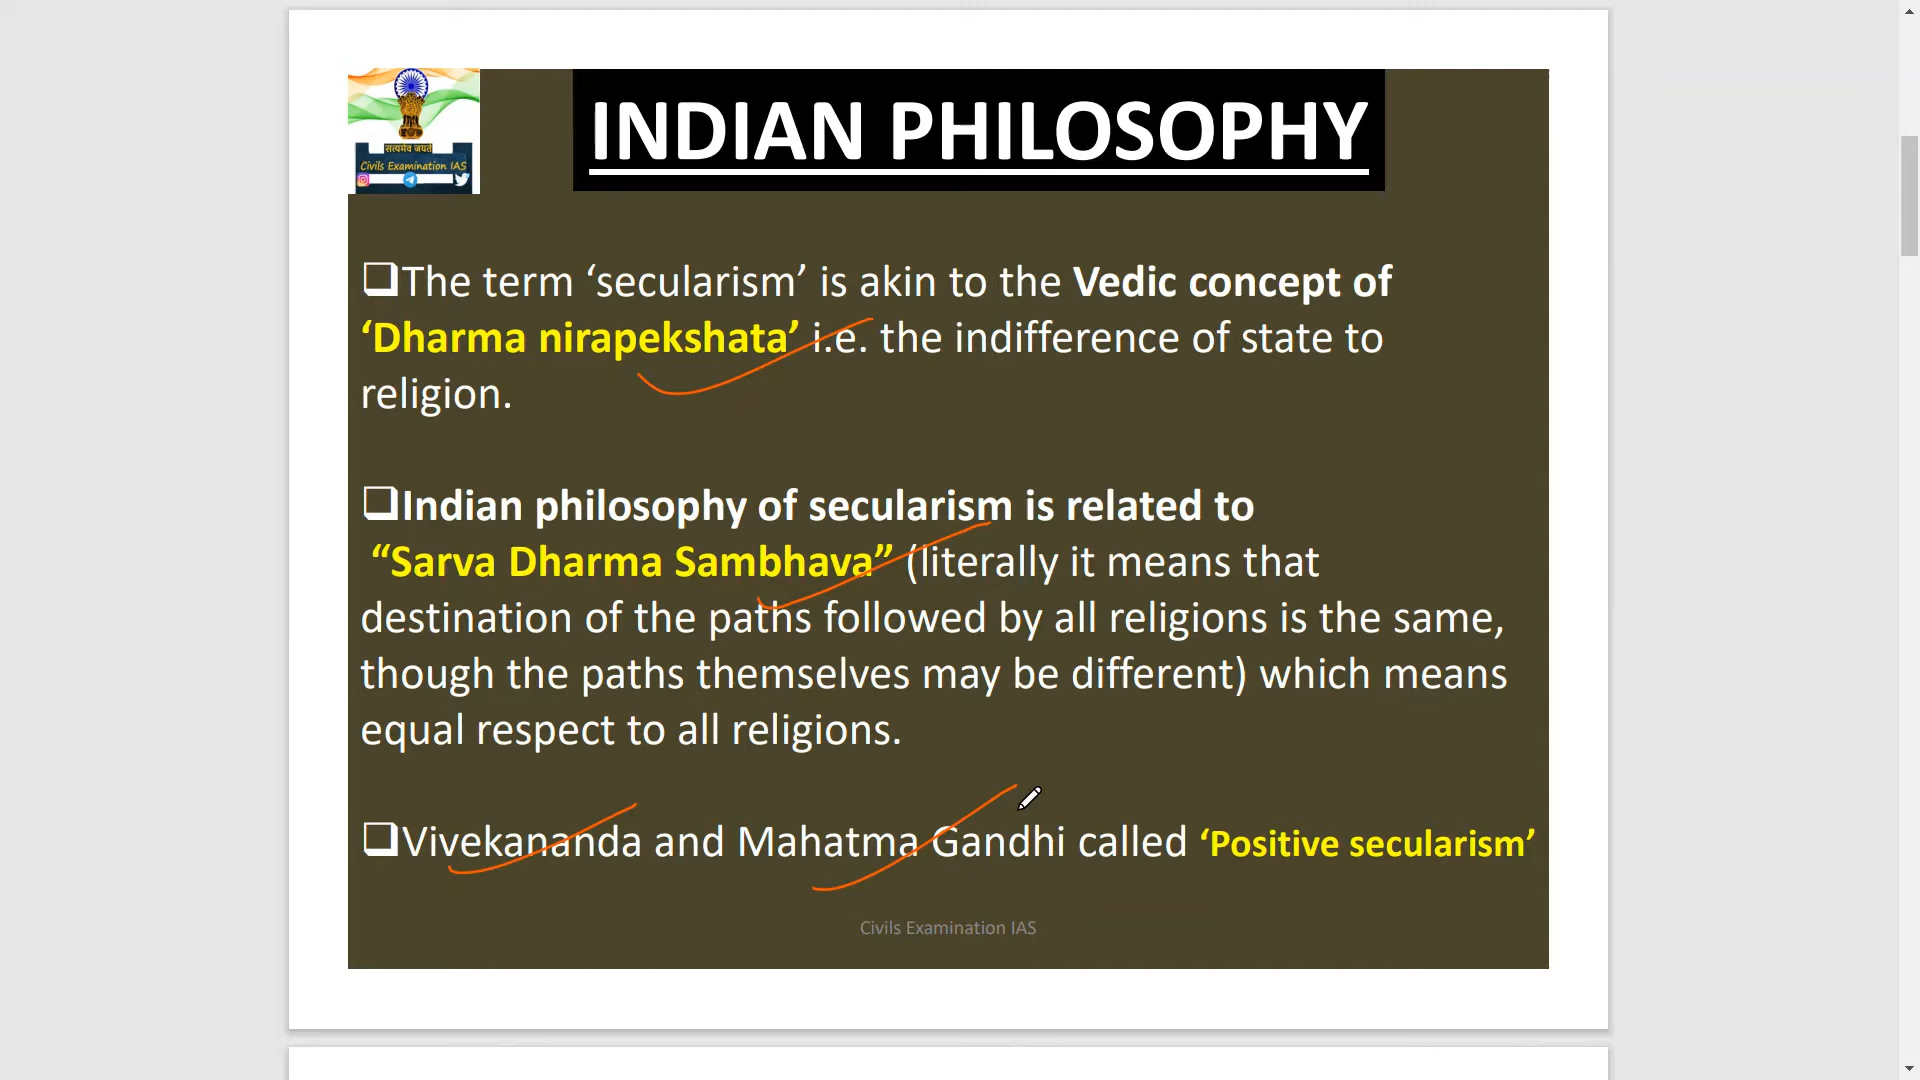 सत्यमेव जयते
Civils Examination IAS
INDIAN PHILOSOPHY
The term ‘secularism’ is akin to the Vedic concept of
‘Dharma nirapekshata’ i.e. the indifference of state to
religion.
Indian philosophy of secularism is related to
“Sarva Dharma Sambhava” (literally it means that
destination of the paths followed by all religions is the same,
though the paths themselves may be different) which means
equal respect to all religions.
Vivekananda and Mahatma Gandhi called ‘Positive secularism’
Civils Examination IAS